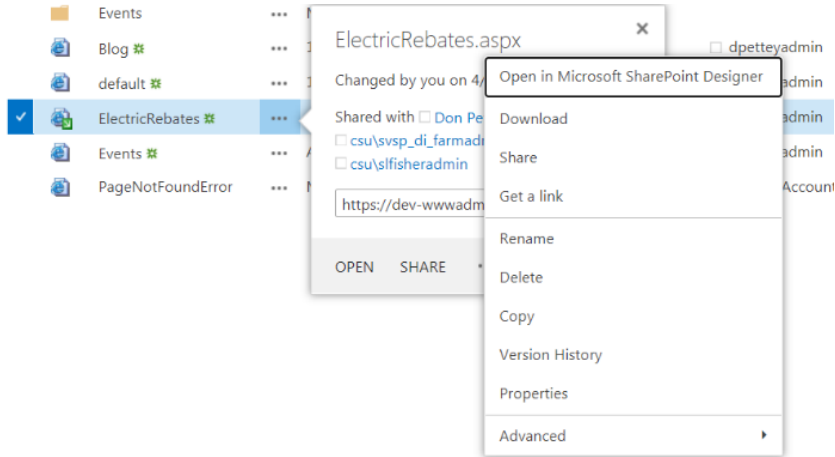 Events
Blog
default
ElectricRebates
Events
PageNotFoundError
ElectricRebates.aspx
Changed by you on 4/
Shared with Don Pe
csu\svsp_di_farmadr
csu\slfisheradmin
https://dev-wwwadm
OPEN SHARE
Open in Microsoft SharePoint Designer
Download
Share
Get a link
Rename
Delete
Copy
Version History
Properties
Advanced
dpetteyadmin
admin
admin
admin
Account